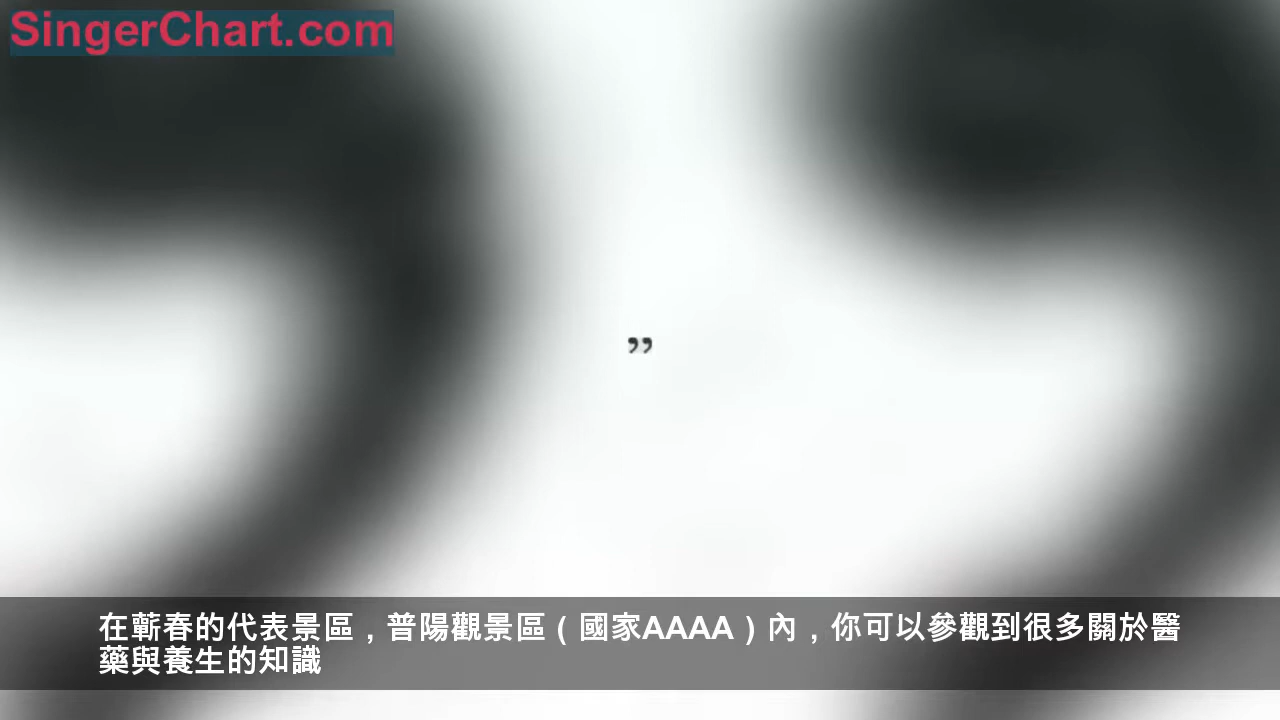 SingerChart.com
”
在蘄春的代表景區，普陽觀景區（國家AAAA）內，你可以參觀到很多關於醫
藥與養生的知識